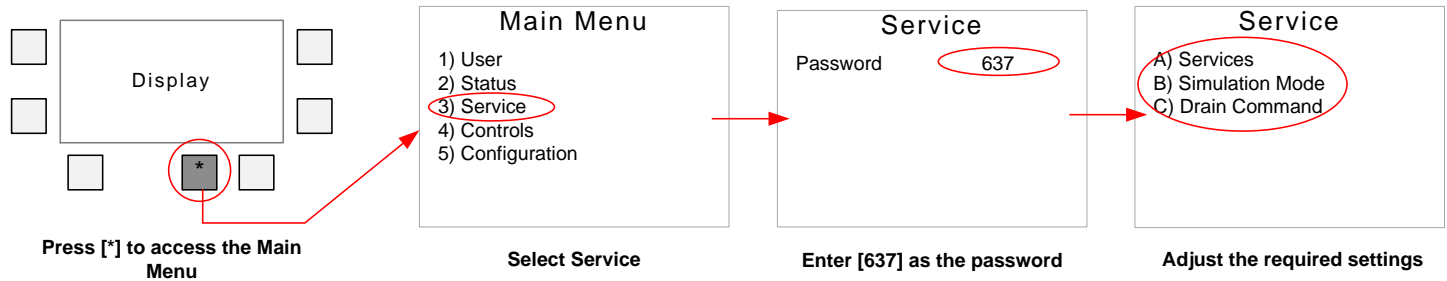 Display
*
Press [*] to access the Main
Menu
Main Menu
1) User
2) Status
3) Service
4) Controls
5) Configuration
Select Service
Service
Password 637
Enter [637] as the password
Service
A) Services
B) Simulation Mode
C) Drain Command
Adjust the required settings